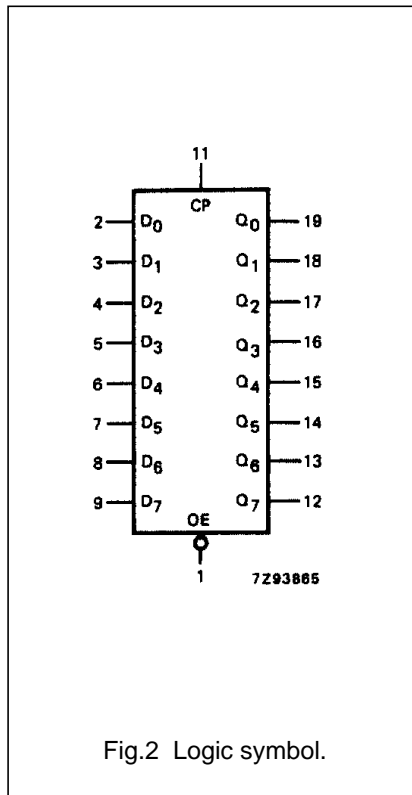 11
CP
2 D0 Q0 19
3 D1 Q1 18
4 D2 Q2 17
5 D3 Q3 16
6 D4 Q4 15
7 D5 Q5 14
8 D6 Q6 13
9 D7 Q7 12
OE
1 7Z93865
Fig.2 Logic symbol.